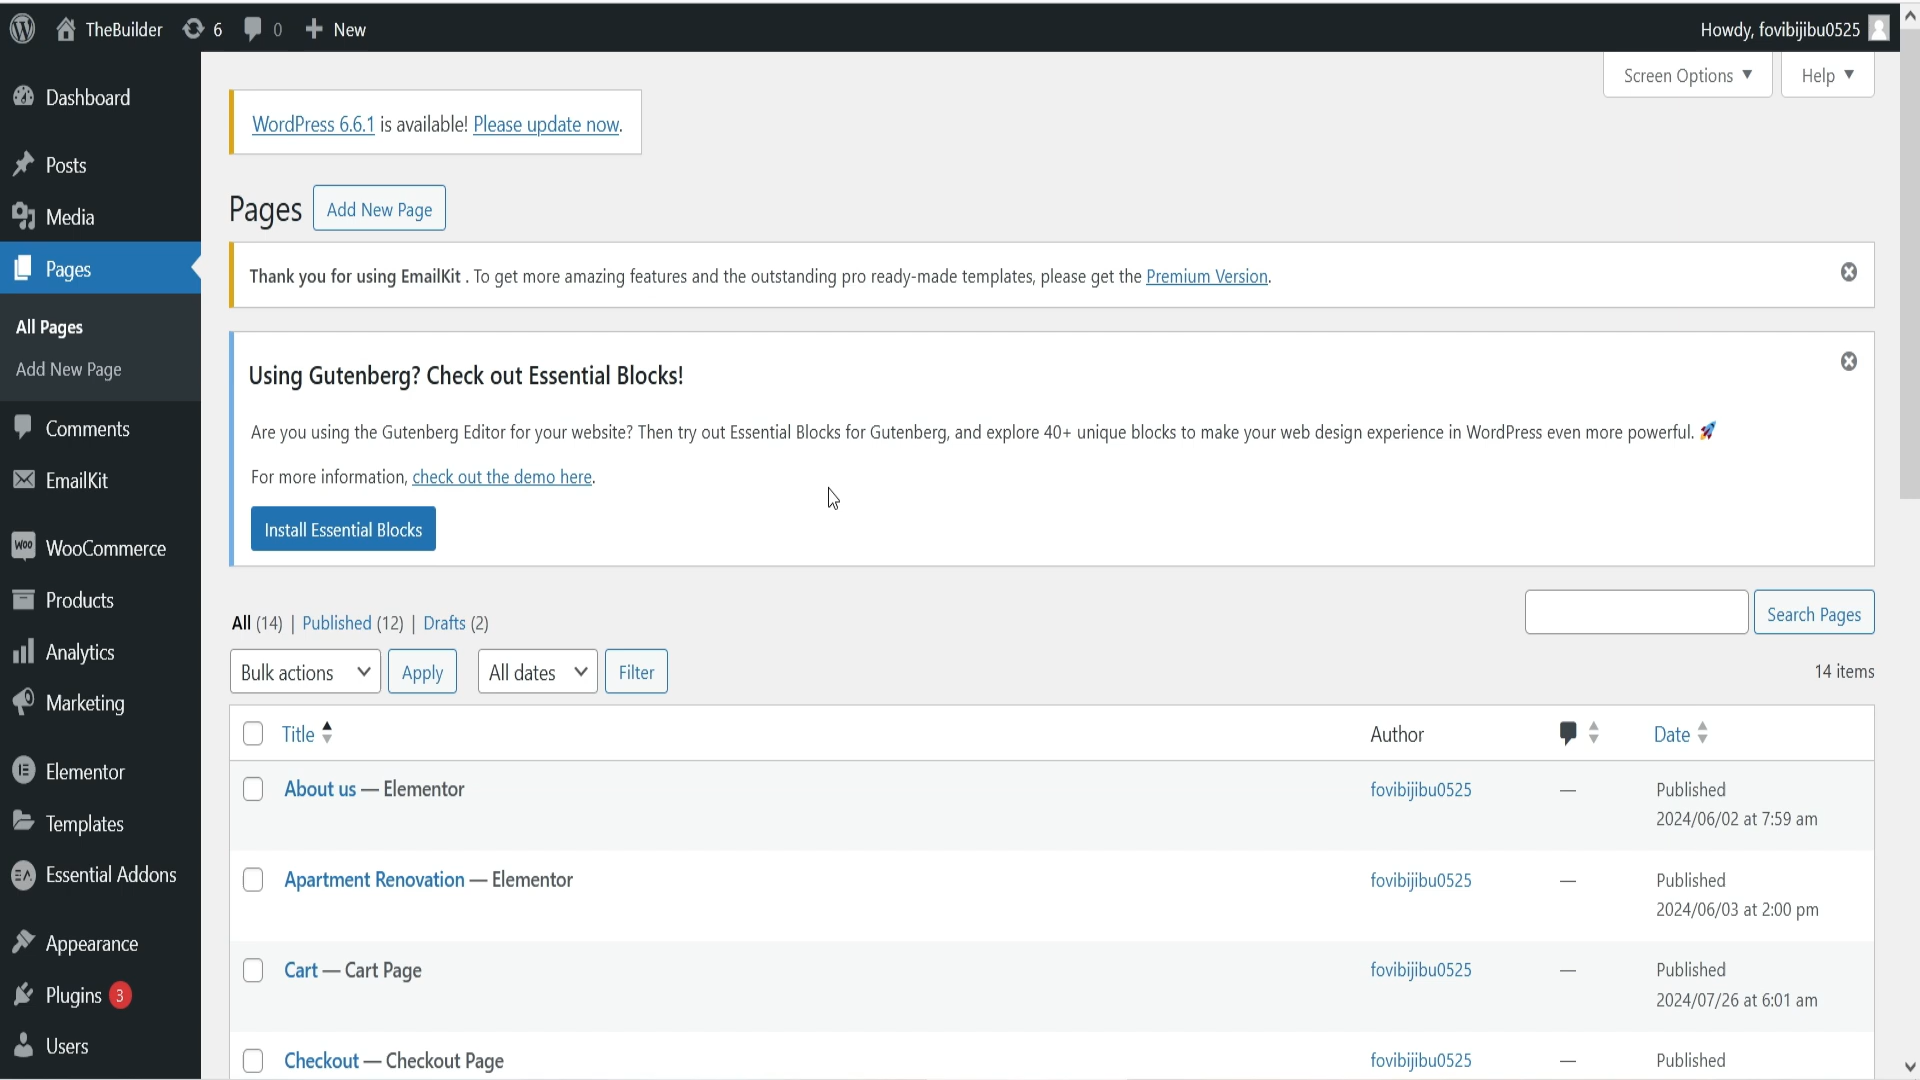 TheBuilder 6 0 New Howdy, fovibijibu0525
Dashboard
Posts
Media
Pages
All Pages
Add New Page
Comments
EmailKit
WooCommerce
Products
Analytics
Marketing
Elementor
Templates
Essential Addons
Appearance
Plugins 3
Users
Screen Options Help
WordPress 6.6.1 is available! Please update now.
Pages Add New Page
Thank you for using EmailKit . To get more amazing features and the outstanding pro ready-made templates, please get the Premium Version.
Using Gutenberg? Check out Essential Blocks!
Are you using the Gutenberg Editor for your website? Then try out Essential Blocks for Gutenberg, and explore 40+ unique blocks to make your web design experience in WordPress even more powerful. 🚀
For more information, check out the demo here.
Install Essential Blocks
All (14) | Published (12) | Drafts (2) Search Pages
Bulk actions Apply All dates Filter 14 items
Title Author Date
About us — Elementor fovibijibu0525 — Published
2024/06/02 at 7:59 am
Apartment Renovation — Elementor fovibijibu0525 — Published
2024/06/03 at 2:00 pm
Cart — Cart Page fovibijibu0525 — Published
2024/07/26 at 6:01 am
Checkout — Checkout Page fovibijibu0525 — Published